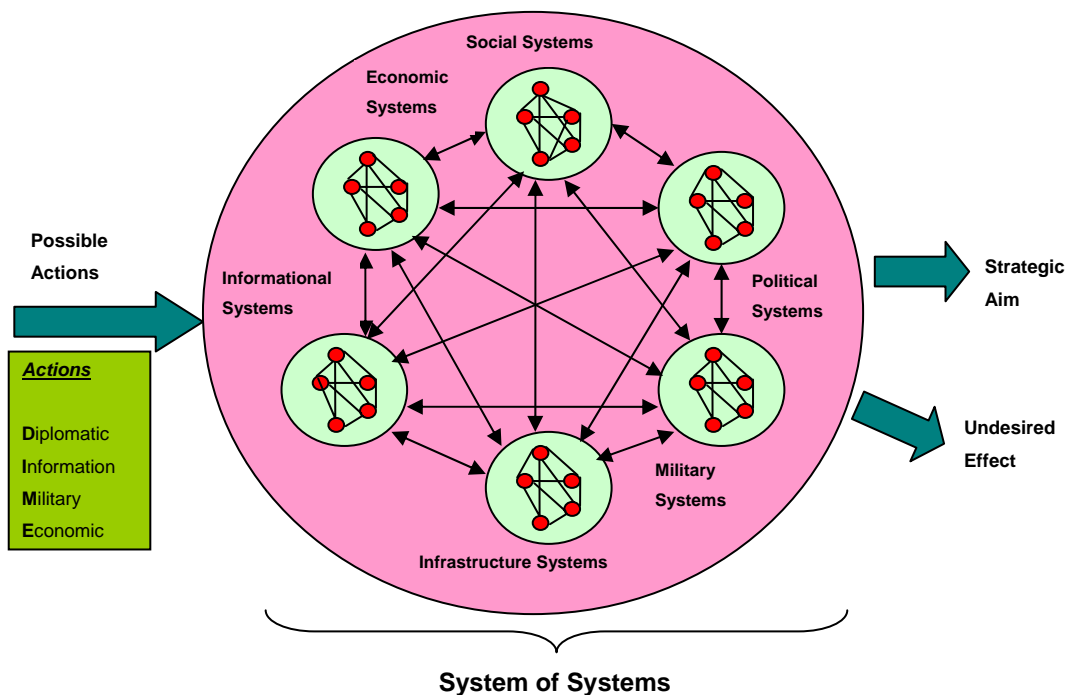 Social Systems
Economic
Systems
Possible
Actions
Informational
Systems
Political
Systems
Strategic
Aim
Actions
Diplomatic
Information
Military
Economic
Undesired
Effect
Military
Systems
Infrastructure Systems
System of Systems